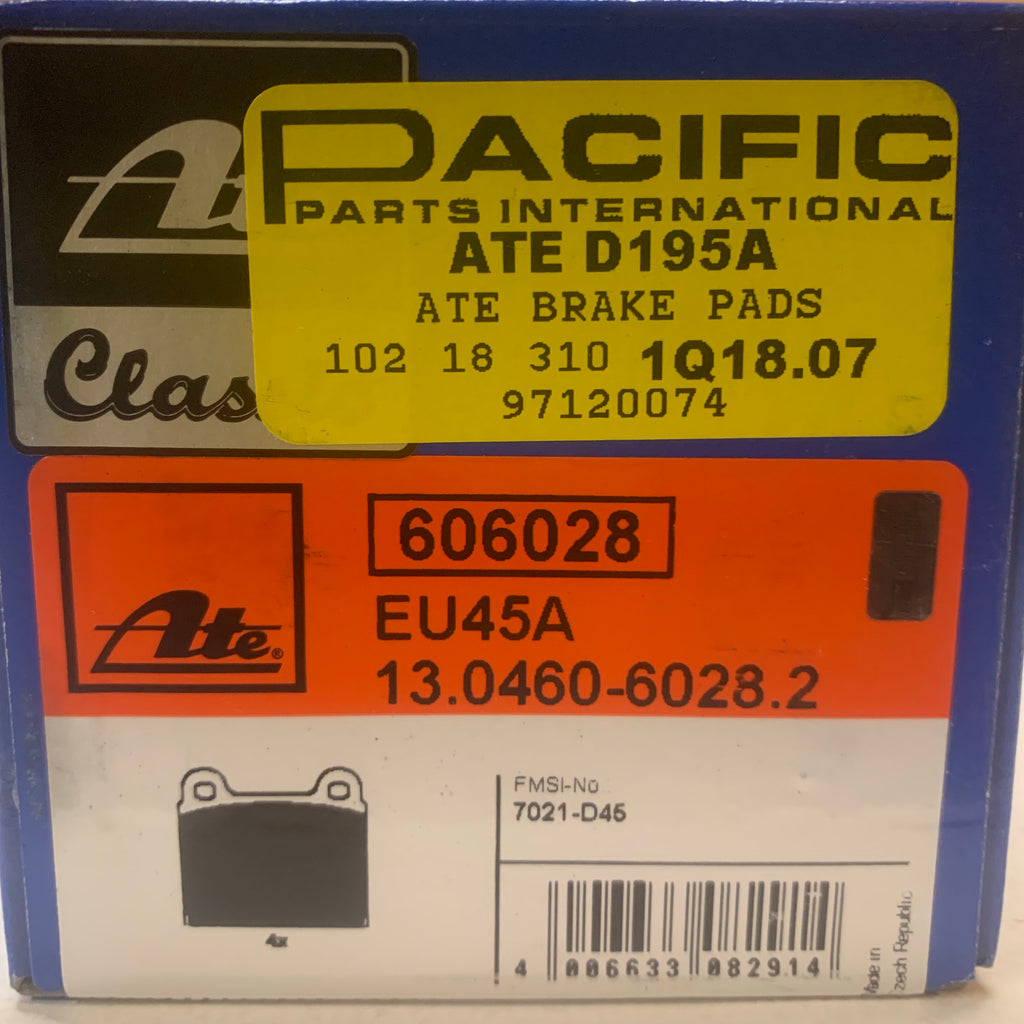 Ate
PACIFIC
PARTS INTERNATIONAL
ATE D195A
ATE BRAKE PADS
102 18 310 1Q18.07
97120074
Clas
606028
Ate®
EU45A
13.0460-6028.2
FMSI-No
7021-D45
4x
4 006633 082914
Made in
Czech Republic